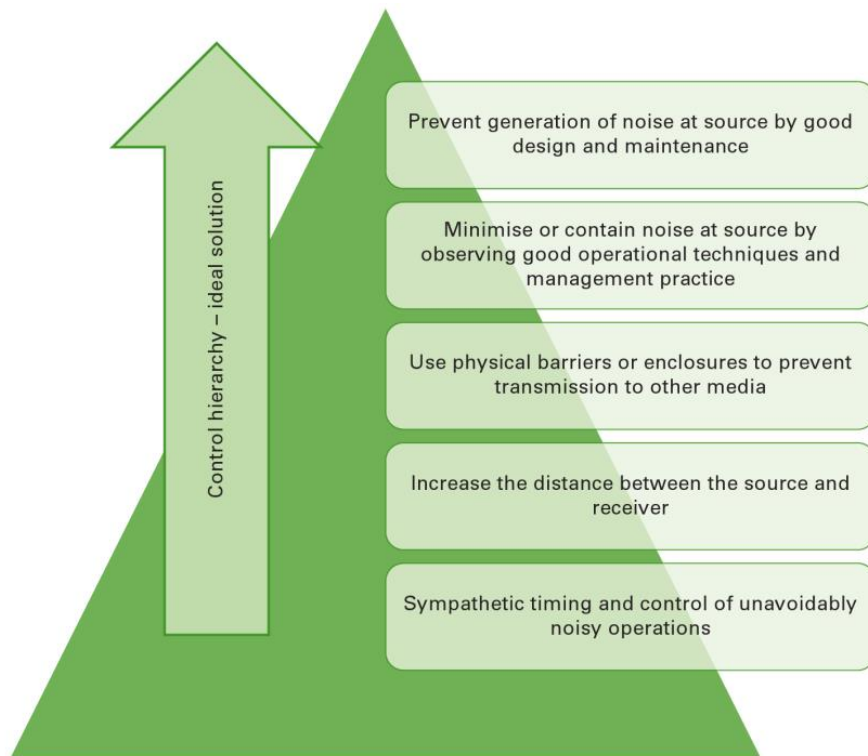 Control hierarchy – ideal solution
Prevent generation of noise at source by good
design and maintenance
Minimise or contain noise at source by
observing good operational techniques and
management practice
Use physical barriers or enclosures to prevent
transmission to other media
Increase the distance between the source and
receiver
Sympathetic timing and control of unavoidably
noisy operations